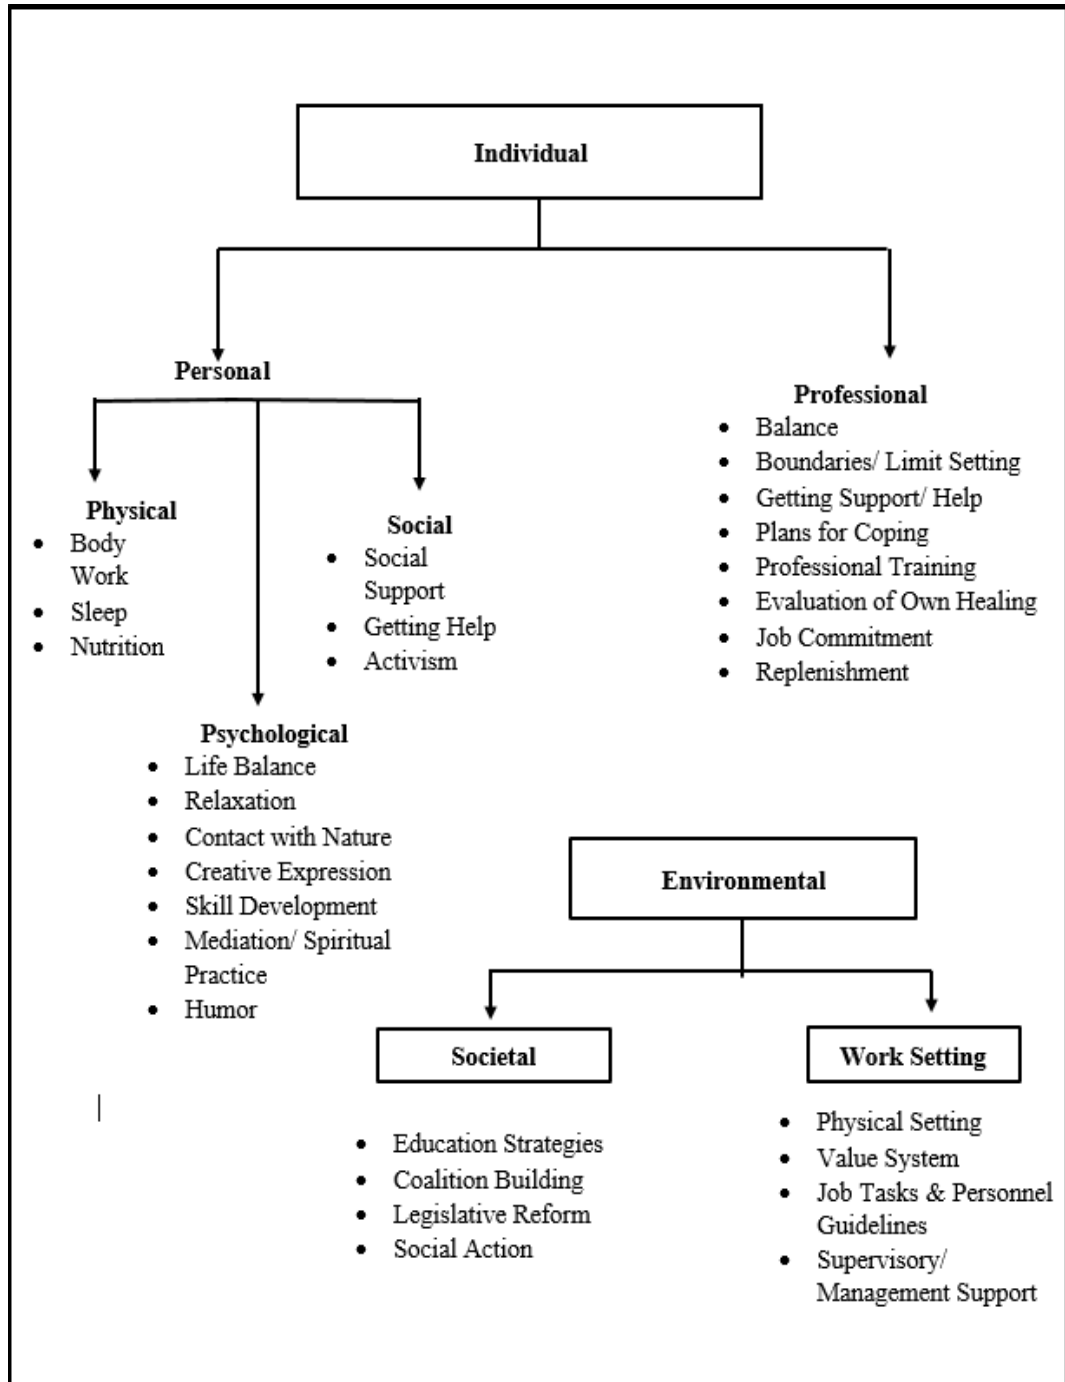 Individual
Personal
Professional
• Balance
• Boundaries/ Limit Setting
• Getting Support/ Help
• Plans for Coping
• Professional Training
• Evaluation of Own Healing
• Job Commitment
• Replenishment
Physical
• Body
Work
• Sleep
• Nutrition
Social
• Social
Support
• Getting Help
• Activism
Psychological
• Life Balance
• Relaxation
• Contact with Nature
• Creative Expression
• Skill Development
• Mediation/ Spiritual
Practice
• Humor
Environmental
Societal
• Education Strategies
• Coalition Building
• Legislative Reform
• Social Action
Work Setting
• Physical Setting
• Value System
• Job Tasks & Personnel
Guidelines
• Supervisory/
Management Support